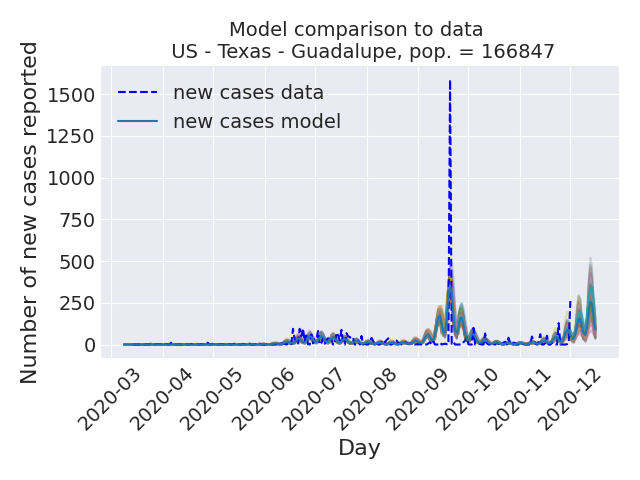 Model comparison to data
US - Texas - Guadalupe, pop. = 166847
Number of new cases reported
1500
1250
1000
750
500
250
0
new cases data
new cases model
2020-03
2020-04
2020-05
2020-06
2020-07
2020-08
2020-09
2020-10
2020-11
2020-12
Day